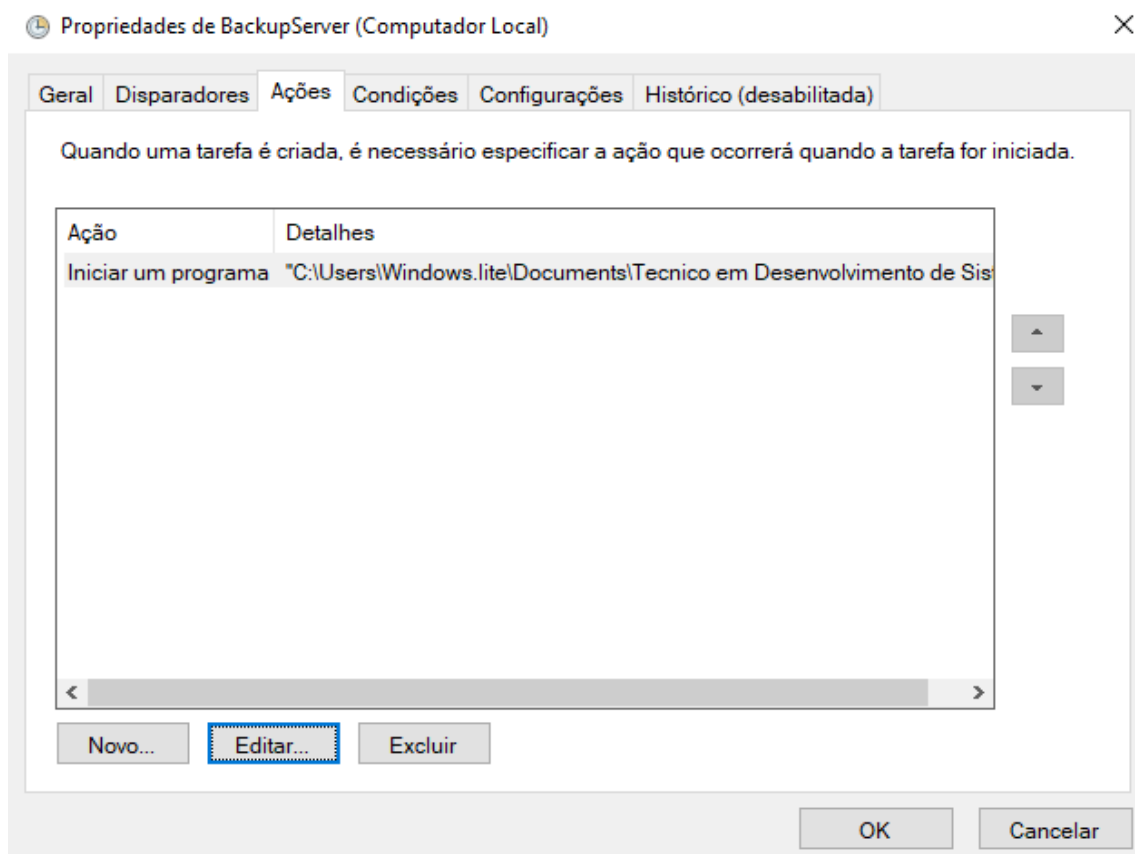 Propriedades de BackupServer (Computador Local)
Geral Disparadores Ações Condições Configurações Histórico (desabilitada)
Quando uma tarefa é criada, é necessário especificar a ação que ocorrerá quando a tarefa for iniciada.
Ação Detalhes
Iniciar um programa "C:\Users\Windows.lite\Documents\Tecnico em Desenvolvimento de Sis
Novo... Editar... Excluir
OK Cancelar